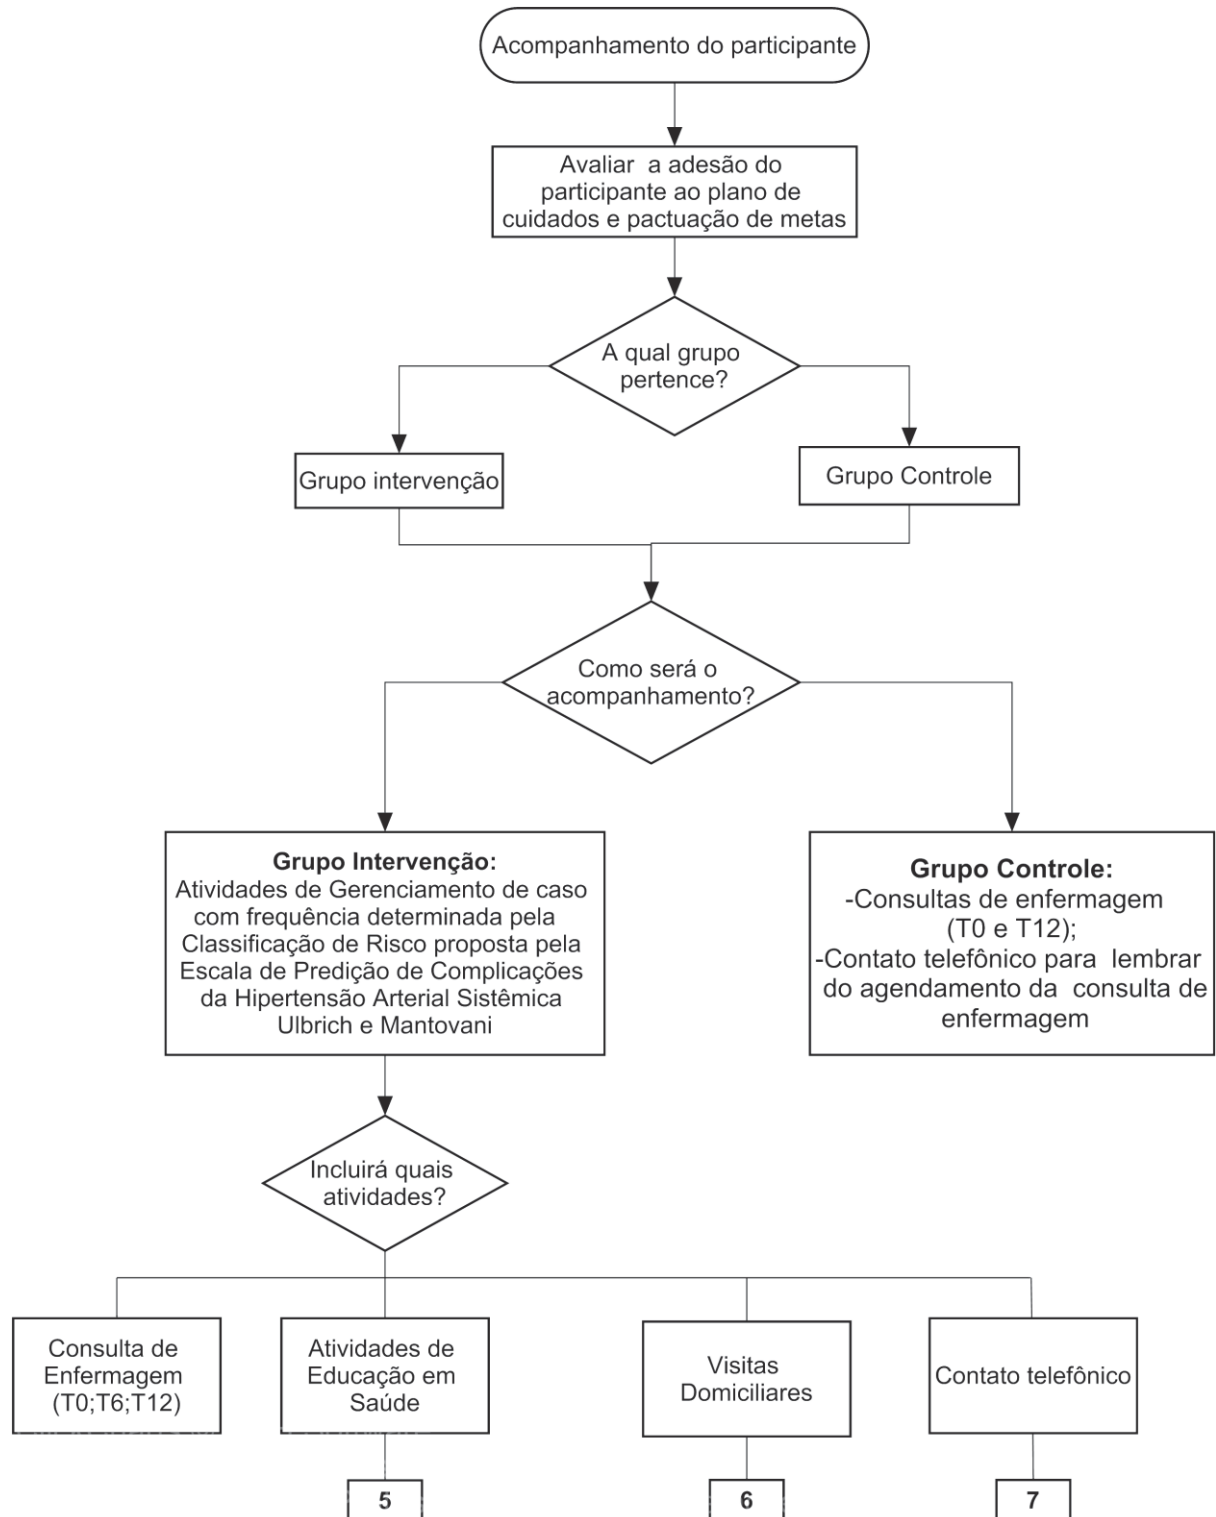 Acompanhamento do participante
Avaliar a adesão do
participante ao plano de
cuidados e pactuação de metas
A qual grupo
pertence?
Grupo intervenção
Grupo Controle
Como será o
acompanhamento?
Grupo Intervenção:
Atividades de Gerenciamento de caso
com frequência determinada pela
Classificação de Risco proposta pela
Escala de Predição de Complicações
da Hipertensão Arterial Sistêmica
Ulbrich e Mantovani
Grupo Controle:
-Consultas de enfermagem
(T0 e T12);
-Contato telefônico para lembrar
do agendamento da consulta de
enfermagem
Incluirá quais
atividades?
Consulta de
Enfermagem
(T0;T6;T12)
Atividades de
Educação em
Saúde
Visitas
Domiciliares
Contato telefônico
5
6
7